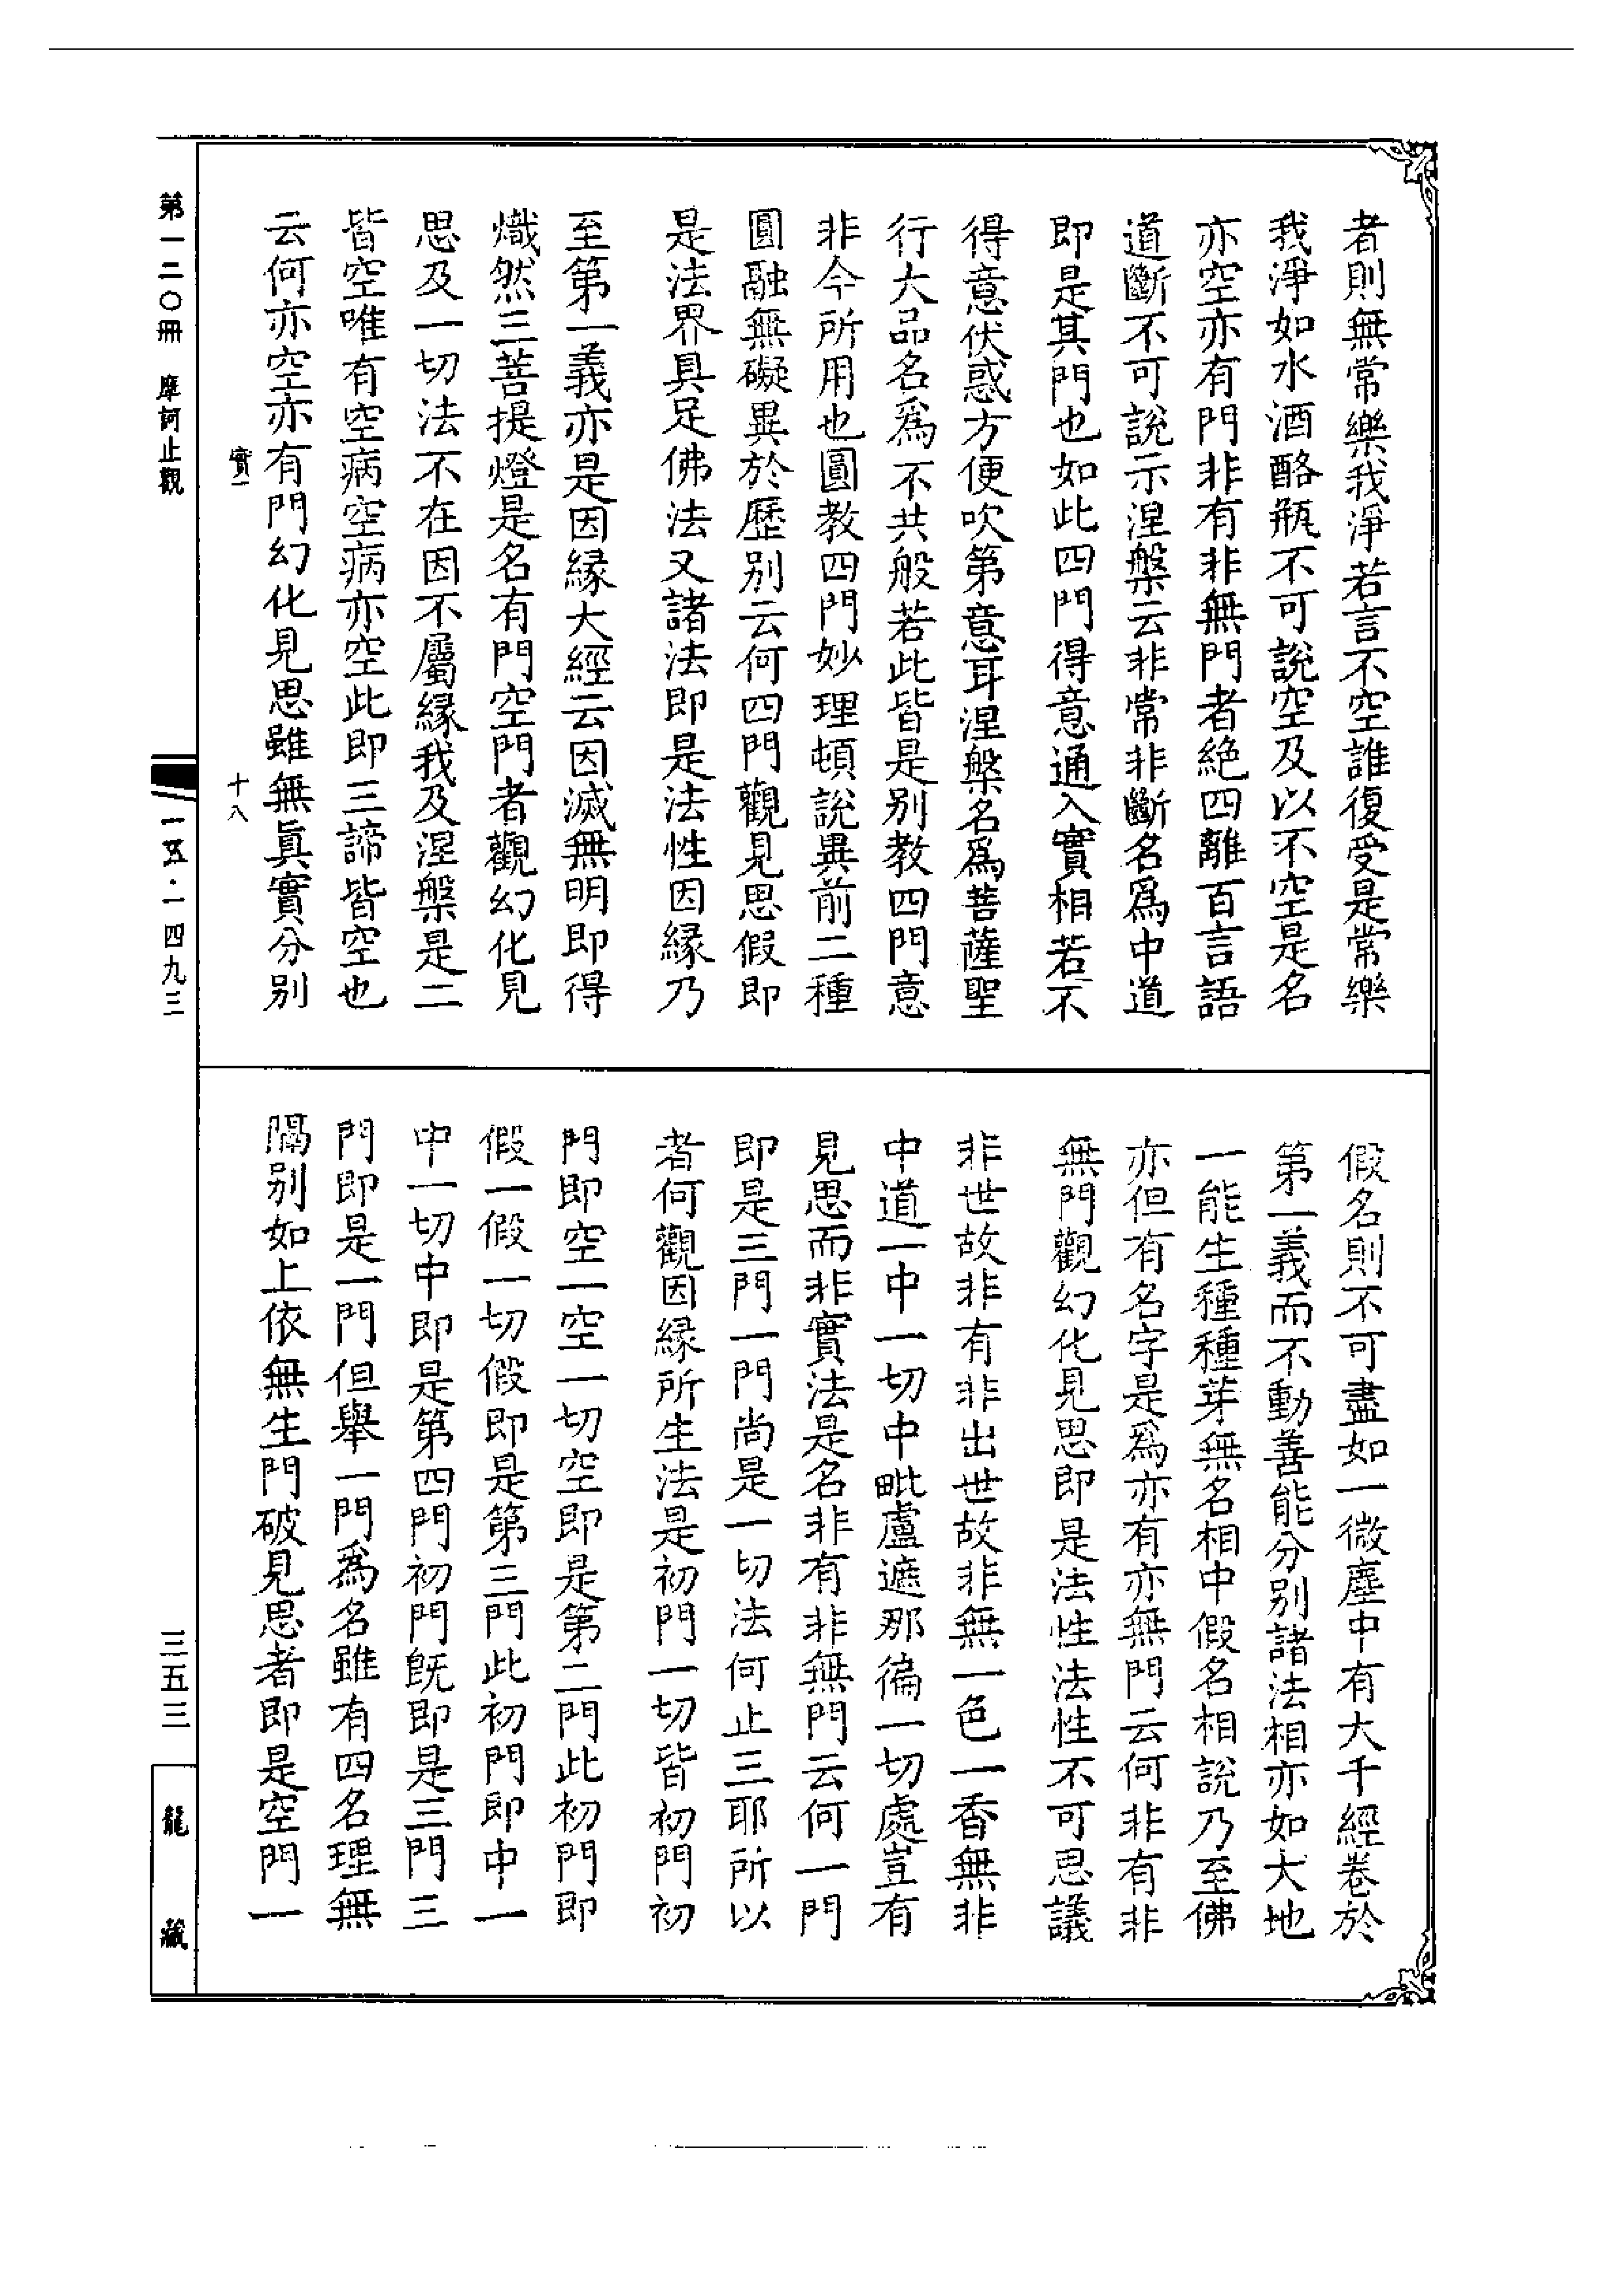 者則無常樂我淨若言不空誰復受是常樂
我淨如水酒酪瓶不可說空及以不空是名
亦空亦有門非有非無門者絶四離百言語
道斷不可說示涅槃云非常非斷名爲中道
即是其門也如此四門得意通入實相若不
得意伏惑方便吹第意耳涅槃名爲菩薩聖
行大品名爲不共般若此皆是别教四門意
非今所用也圓教四門妙理頓說異前二種
圓融無礙異於歷别云何四門觀見思假即
是法界具足佛法又諸法即是法性因緣乃
至第一義亦是因緣大經云因滅無明即得
熾然三菩提燈是名有門空門者觀幻化見
思及一切法不在因不屬緣我及涅槃是二
皆空唯有空病空病亦空此即三諦皆空也
云何亦空亦有門幻化見思雖無眞實分别
實一
十八
假名則不可盡如一微塵中有大千經卷於
第一義而不動善能分别諸法相亦如大地
一能生種種芽無名相中假名相說乃至佛
亦但有名字是爲亦有亦無門云何非有非
無門觀幻化見思即是法性法性不可思議
非世故非有非出世故非無一色一香無非
中道一中一切中毗盧遮那徧一切處豈有
見思而非實法是名非有非無門云何一門
即是三門一門尚是一切法何止三耶所以
者何觀因緣所生法是初門一切皆初門初
門即空一空一切空即是第二門此初門即
假一假一切假即是第三門此初門即中一
中一切中即是第四門初門旣即是三門三
門即是一門但舉一門爲名雖有四名理無
隔别如上依無生門破見思者即是空門一
第一二〇冊 摩訶止觀
一五·一四九三
三五三
龍藏